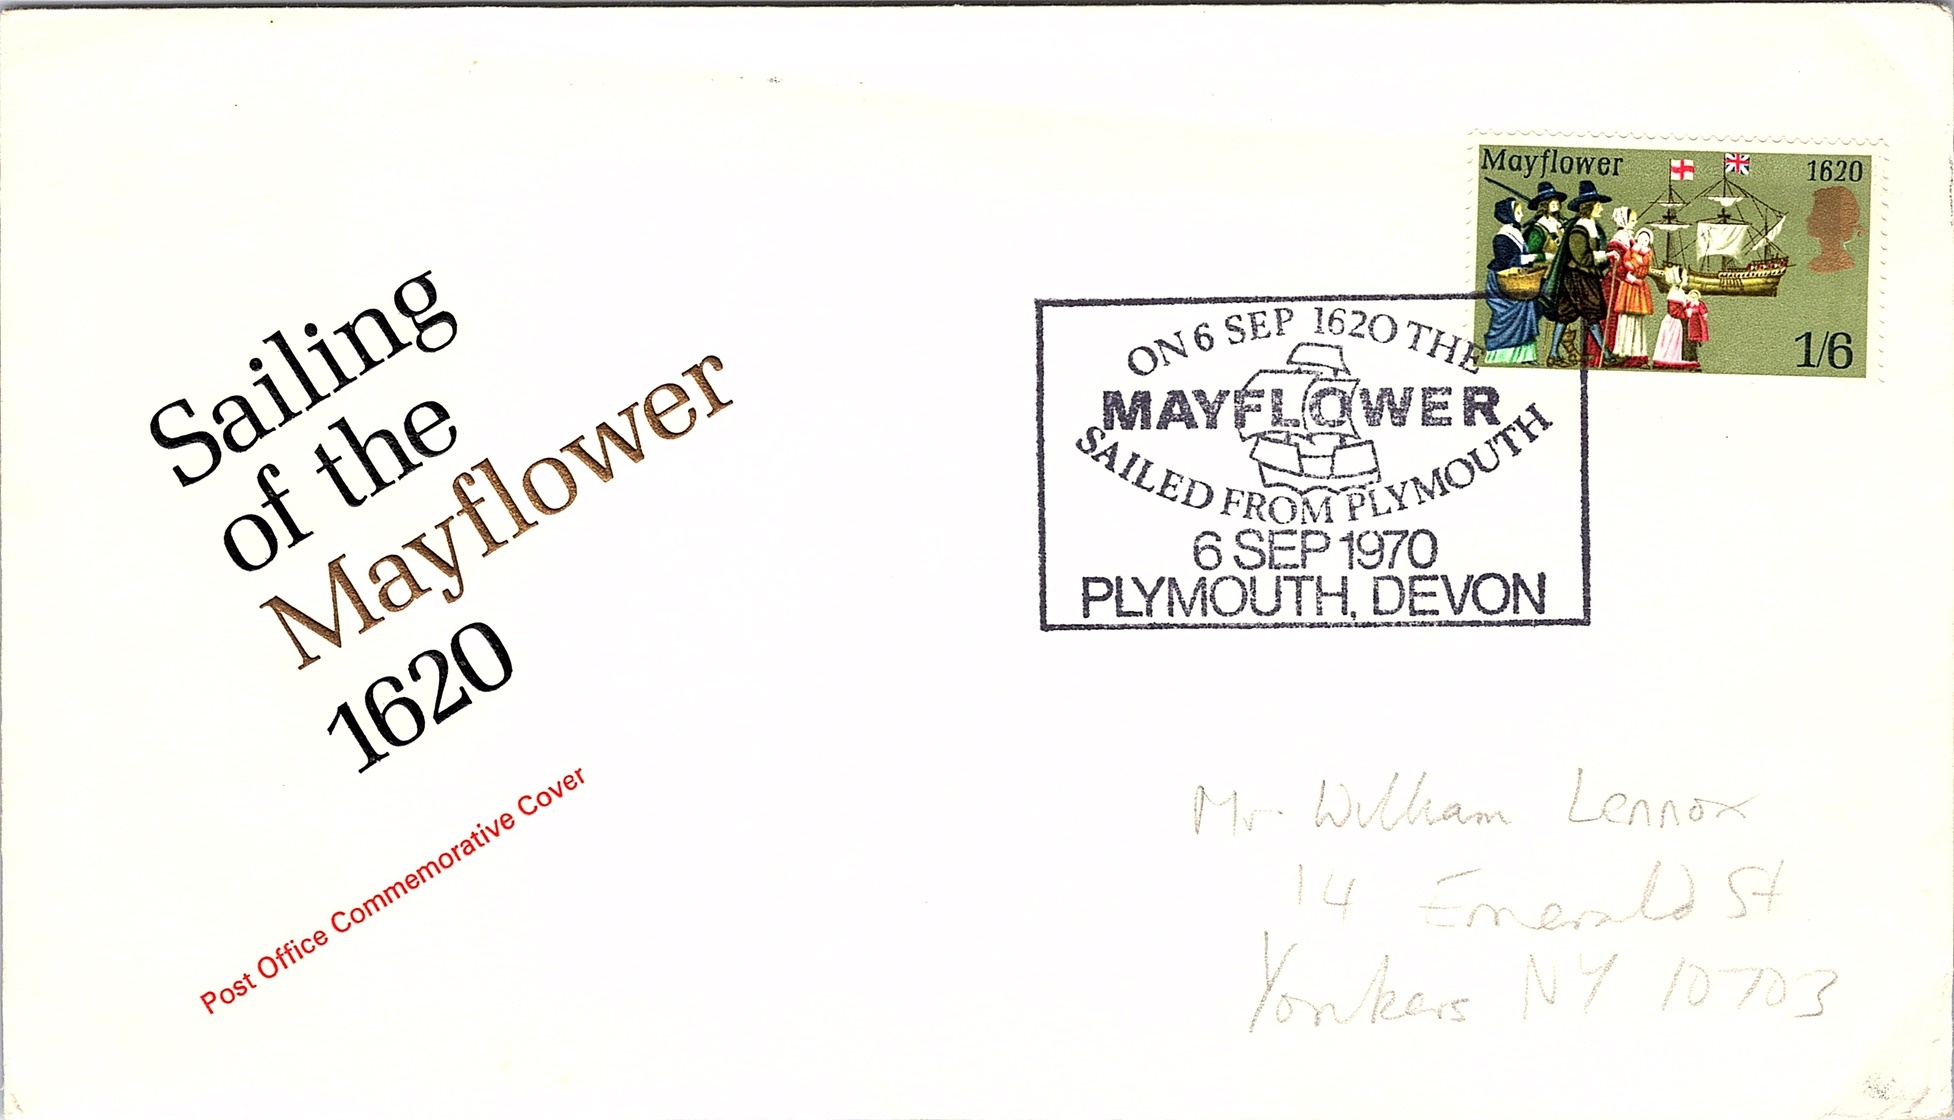 Sailing
of the
Mayflower
1620
Post Office Commemorative Cover
Mayflower 1620
1/6
ON 6 SEP 1620 THE
MAYFLOWER
SAILED FROM PLYMOUTH
6 SEP 1970
PLYMOUTH, DEVON
Mr William Lennox
14 Emerald St
Yonkers NY 10703